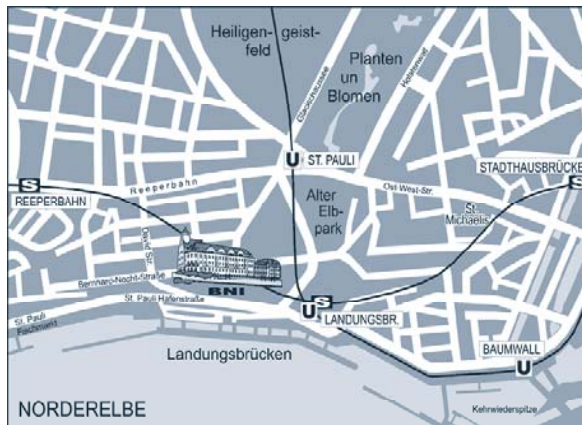 Heiligen- geist-
feld
Planten
un
Blomen
Glacischaussee
Holstenwall
U ST. PAULI
STADTHAUSBRÜCKE
S
S
REEPERBAHN
Reeperbahn
Alter
Elb-
park
Ost-West-Str.
St.
Michaelis
David Str.
Bernhard-Nocht-Straße
BNI
St. Pauli Hafenstraße
St. Pauli
Fischmarkt
S
U LANDUNGSBR.
Landungsbrücken
BAUMWALL
U
NORDERELBE
Kehrwiederspitze